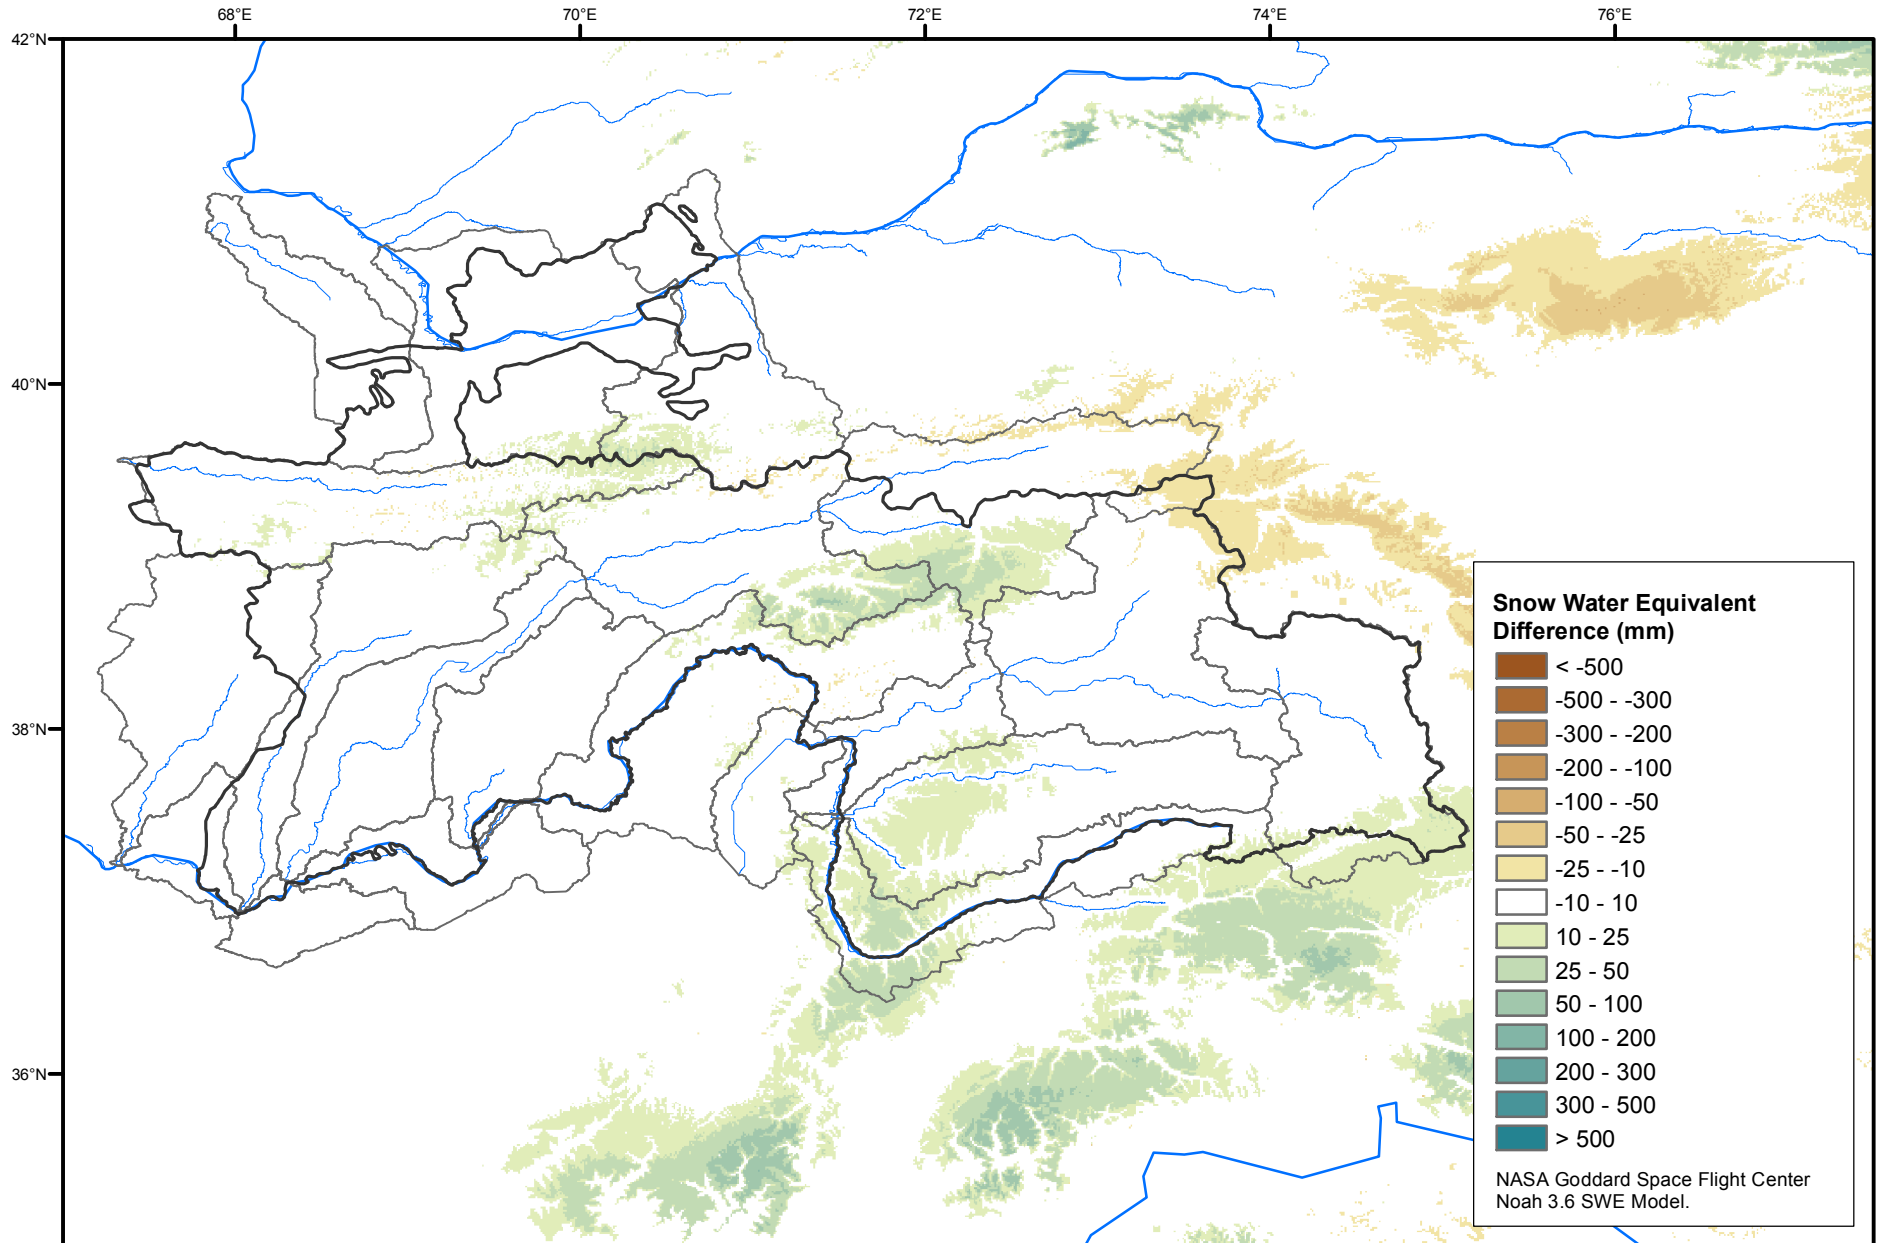 68°E
70°E
72°E
74°E
76°E
42°N
40°N
38°N
36°N
Snow Water Equivalent
Difference (mm)
< -500
-500 - -300
-300 - -200
-200 - -100
-100 - -50
-50 - -25
-25 - -10
-10 - 10
10 - 25
25 - 50
50 - 100
100 - 200
200 - 300
300 - 500
> 500
NASA Goddard Space Flight Center
Noah 3.6 SWE Model.